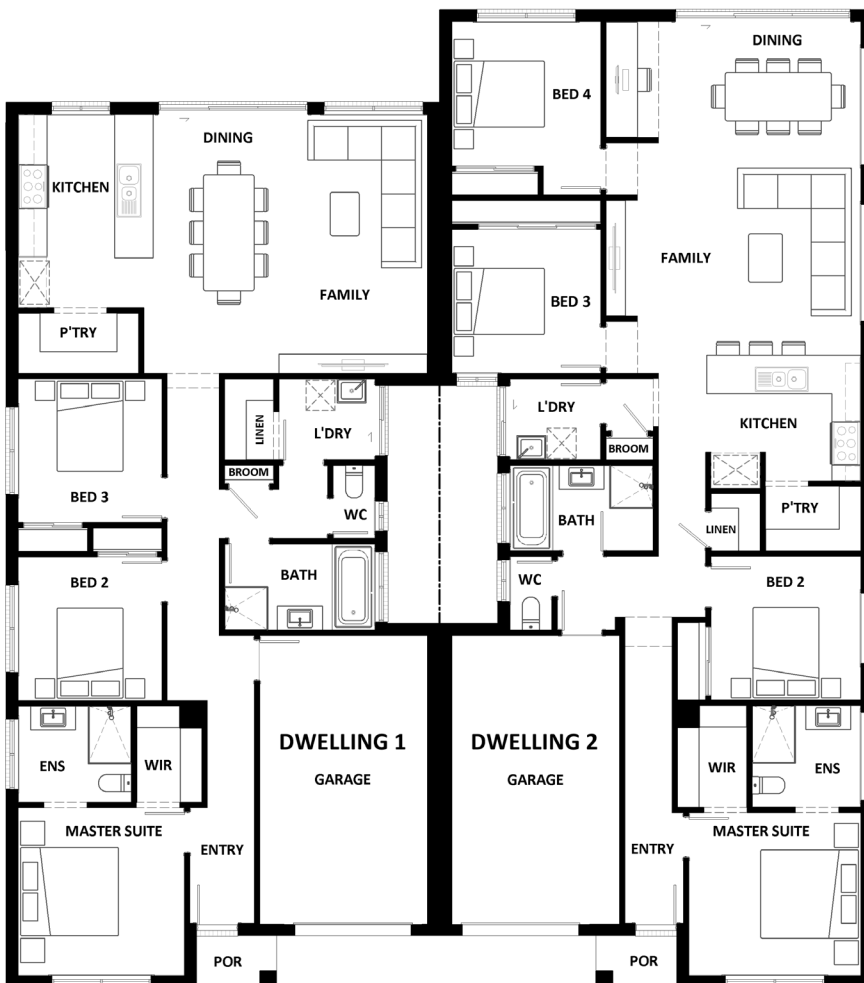 DINING
BED 4
DINING
KITCHEN
FAMILY
BED 3
FAMILY
P'TRY
LINEN
L'DRY
L'DRY
KITCHEN
BROOM
BROOM
BED 3
WC
BATH
P'TRY
LINEN
BED 2
BATH
WC
BED 2
DWELLING 1
GARAGE
DWELLING 2
GARAGE
ENS
WIR
WIR
ENS
MASTER SUITE
ENTRY
ENTRY
MASTER SUITE
POR
POR